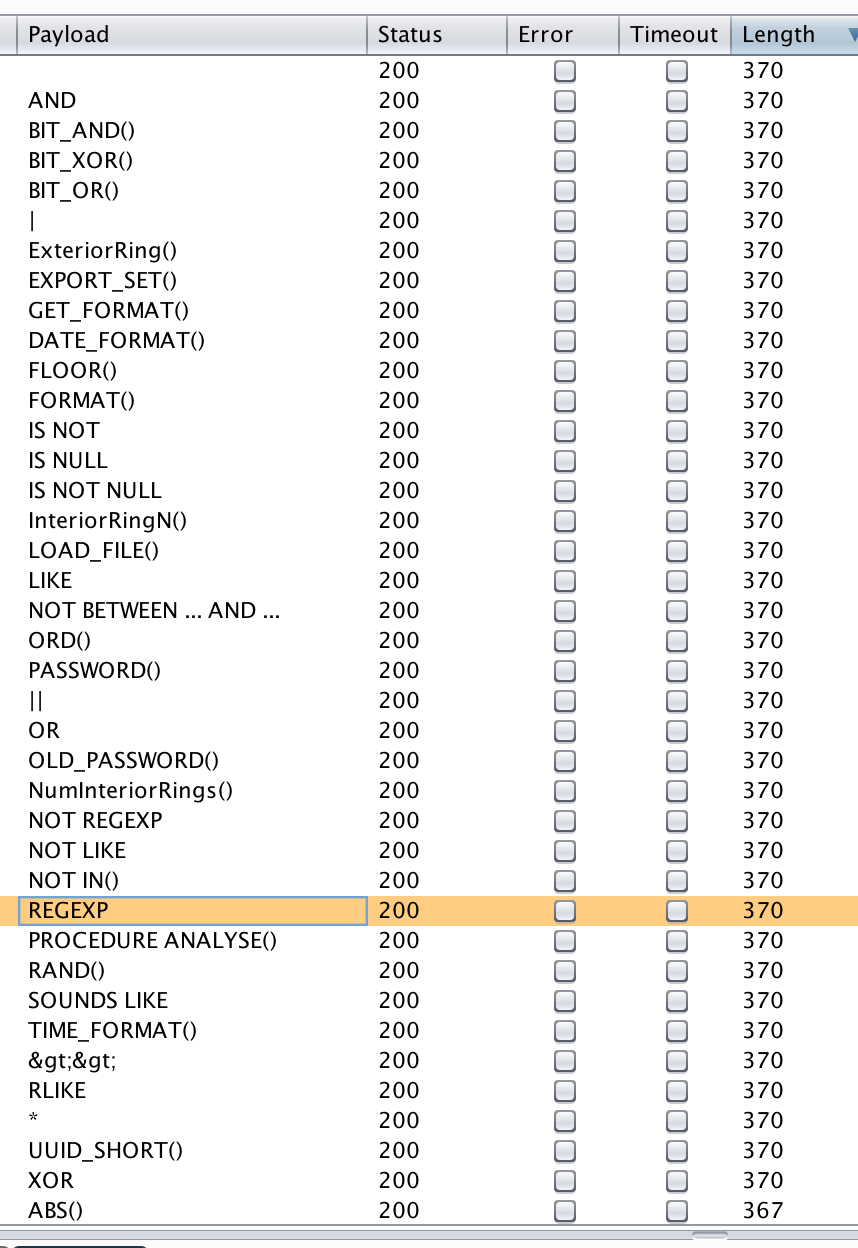 Payload Status Error Timeout Length
200 370
AND 200 370
BIT_AND() 200 370
BIT_XOR() 200 370
BIT_OR() 200 370
| 200 370
ExteriorRing() 200 370
EXPORT_SET() 200 370
GET_FORMAT() 200 370
DATE_FORMAT() 200 370
FLOOR() 200 370
FORMAT() 200 370
IS NOT 200 370
IS NULL 200 370
IS NOT NULL 200 370
InteriorRingN() 200 370
LOAD_FILE() 200 370
LIKE 200 370
NOT BETWEEN ... AND ... 200 370
ORD() 200 370
PASSWORD() 200 370
|| 200 370
OR 200 370
OLD_PASSWORD() 200 370
NumInteriorRings() 200 370
NOT REGEXP 200 370
NOT LIKE 200 370
NOT IN() 200 370
REGEXP 200 370
PROCEDURE ANALYSE() 200 370
RAND() 200 370
SOUNDS LIKE 200 370
TIME_FORMAT() 200 370
&gt;&gt; 200 370
RLIKE 200 370
* 200 370
UUID_SHORT() 200 370
XOR 200 370
ABS() 200 367